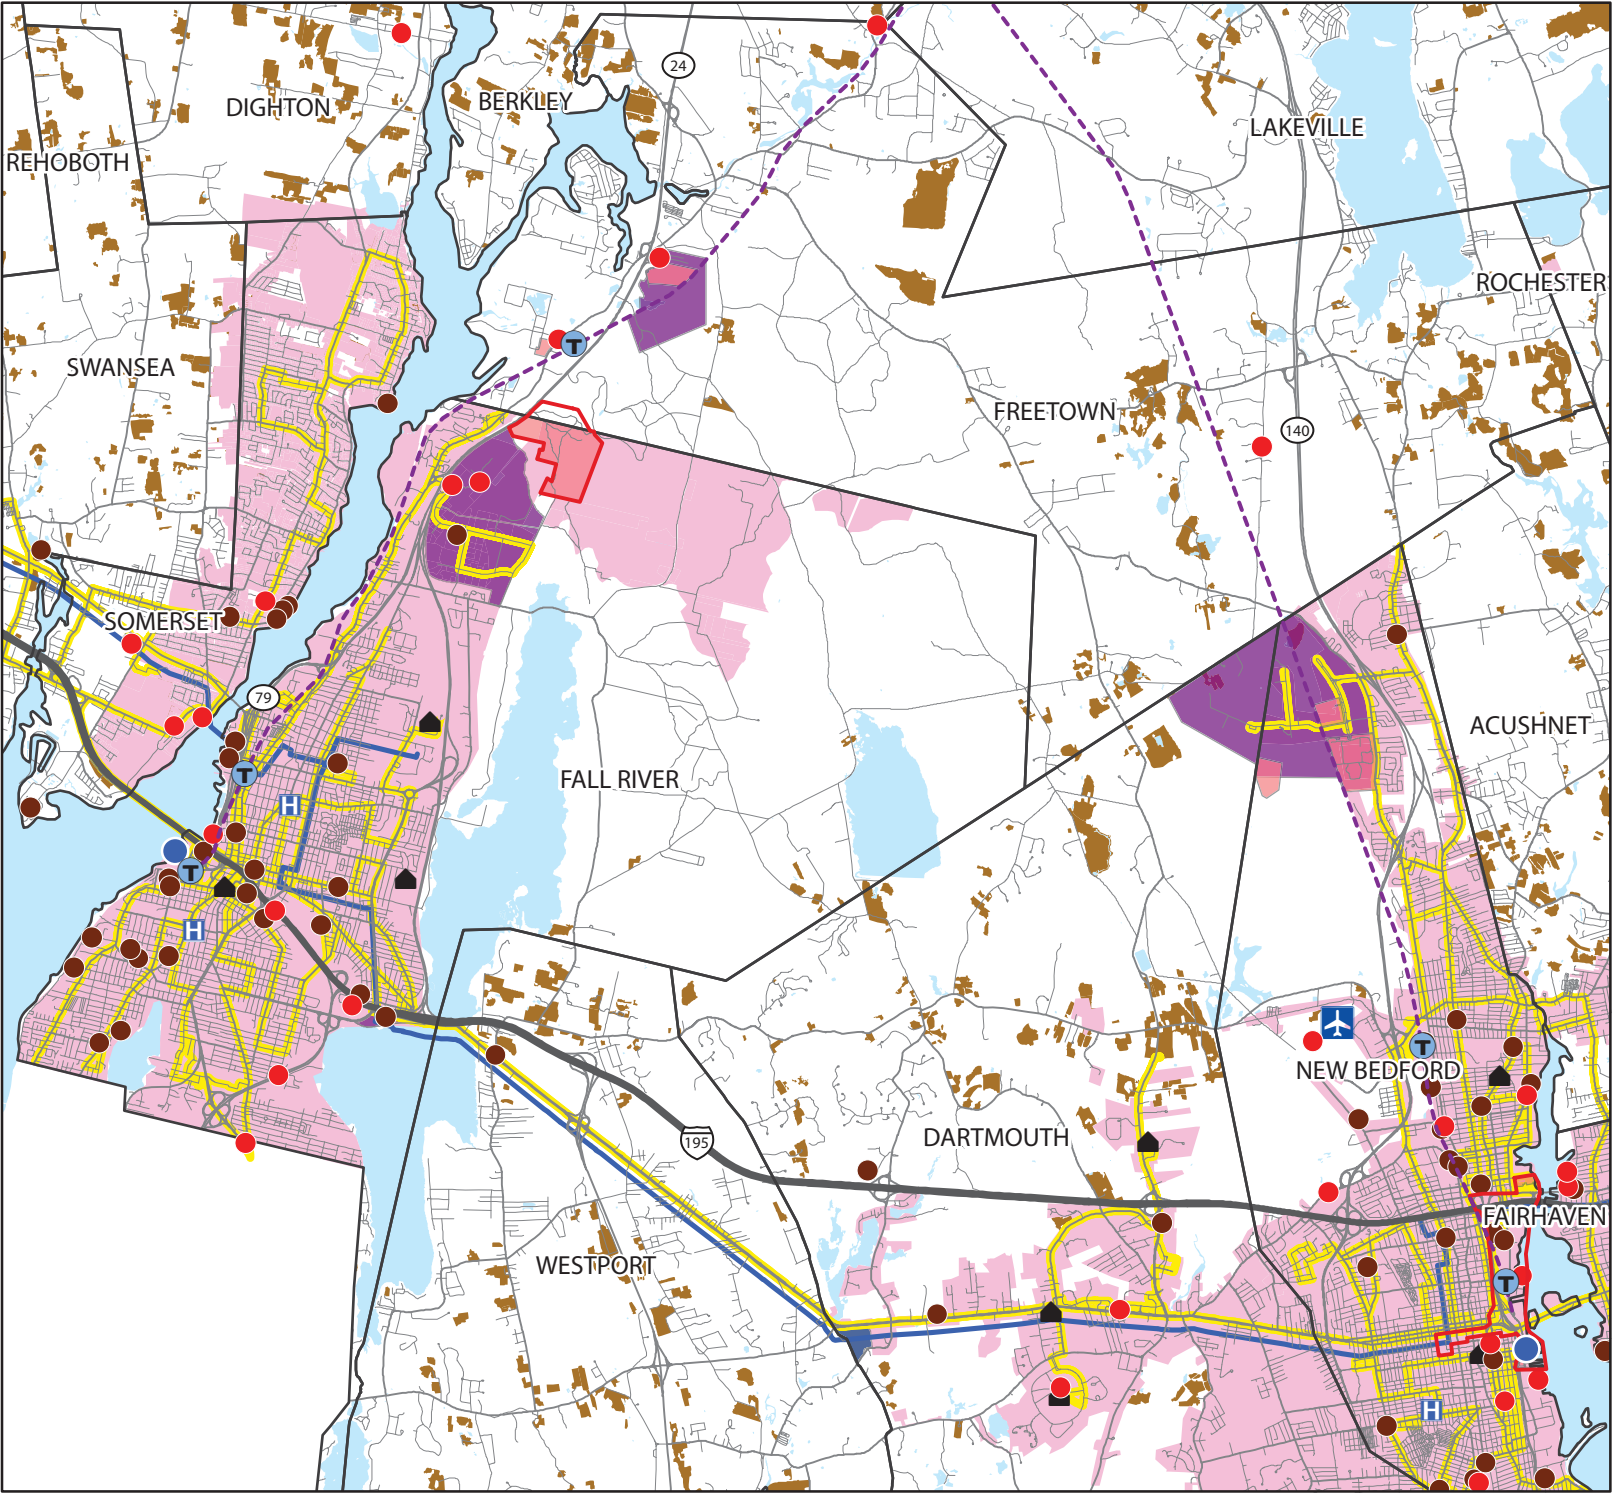 24
DIGHTON
BERKLEY
LAKEVILLE
REHOBOTH
ROCHESTER
T
SWANSEA
FREETOWN
140
SOMERSET
79
ACUSHNET
T
FALL RIVER
H
T
H
T
NEW BEDFORD
195
DARTMOUTH
FAIRHAVEN
WESTPORT
T
H